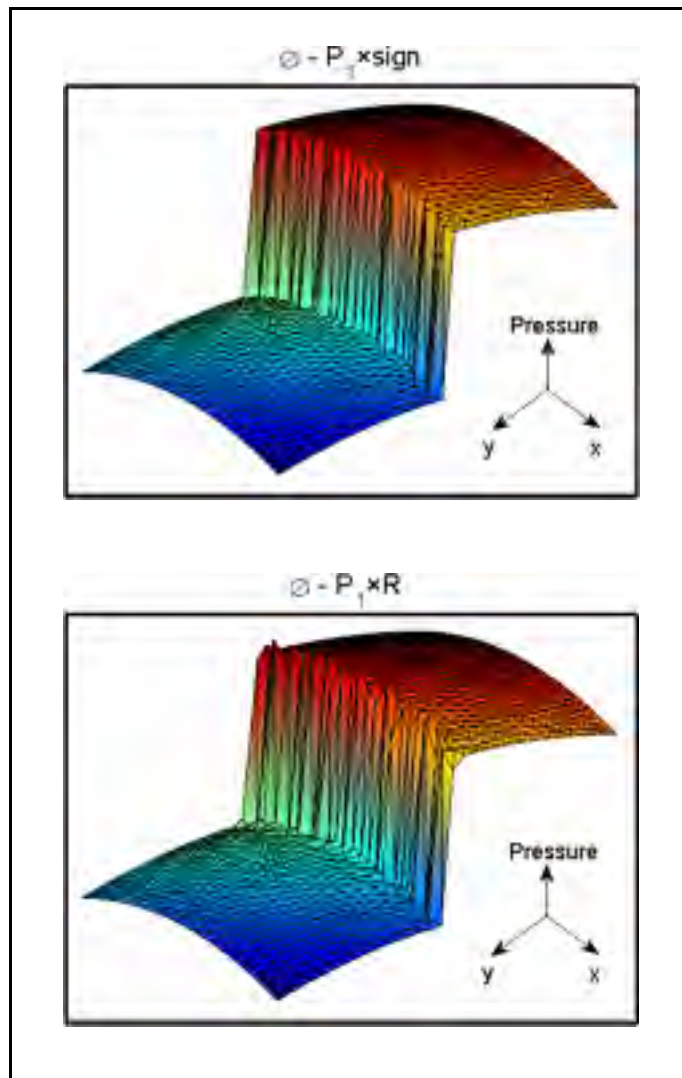 ∅ - P₁×sign
Pressure
y x
∅ - P₁×R
Pressure
y x